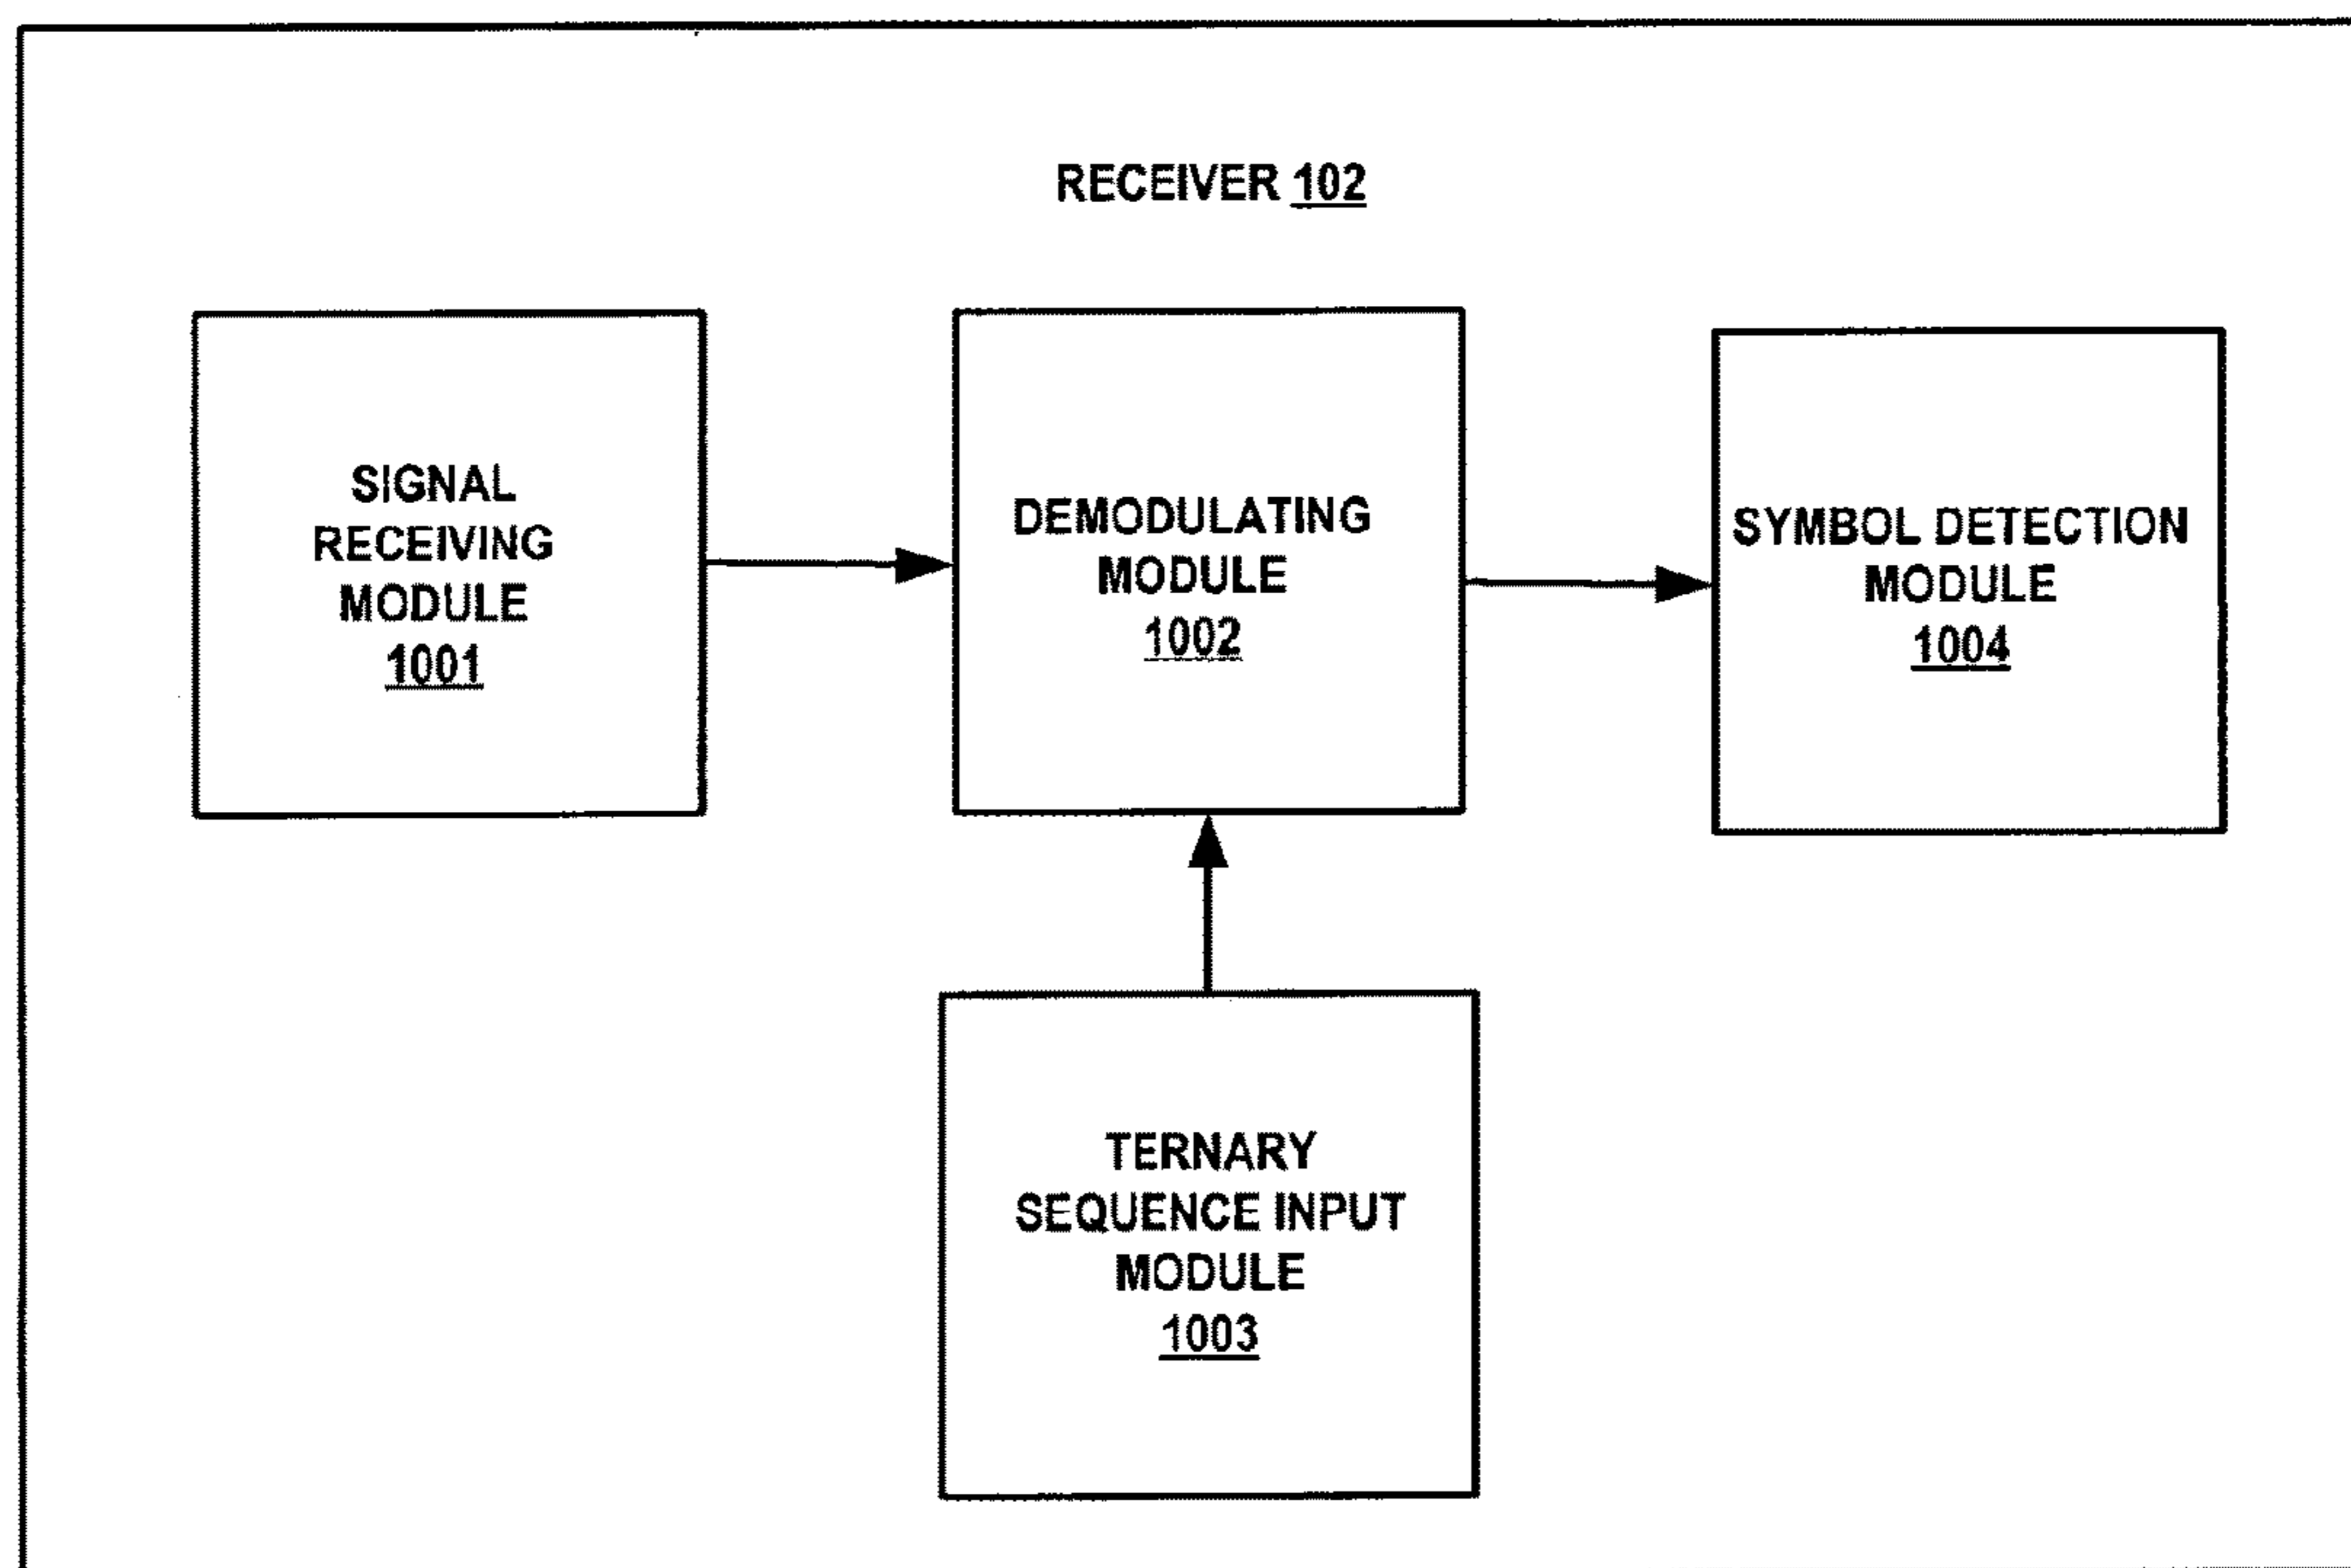 RECEIVER 102
SIGNAL
RECEIVING
MODULE
1001
DEMODULATING
MODULE
1002
SYMBOL DETECTION
MODULE
1004
TERNARY
SEQUENCE INPUT
MODULE
1003